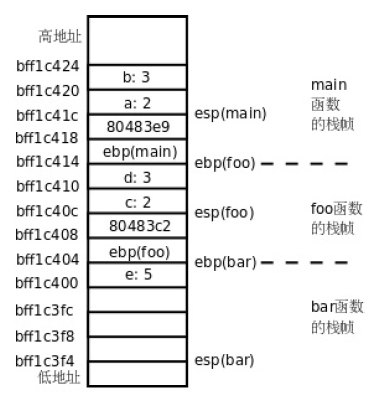 高地址
bff1c424
b: 3
bff1c420
a: 2
bff1c41c
esp(main)
80483e9
bff1c418
ebp(main)
bff1c414
ebp(foo)
d: 3
bff1c410
c: 2
bff1c40c
esp(foo)
80483c2
bff1c408
ebp(foo)
bff1c404
ebp(bar)
e: 5
bff1c400
bff1c3fc
bff1c3f8
bff1c3f4
esp(bar)
低地址
main
函数
的栈帧
foo函数
的栈帧
bar函数
的栈帧